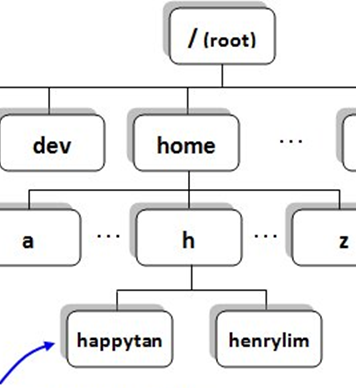 / (root)
dev home ...
a ... h ... z
happytan henrylim